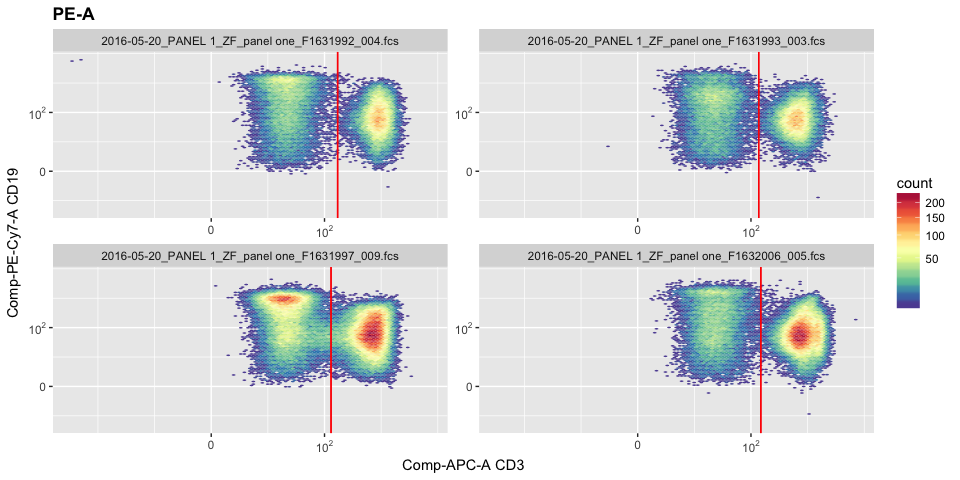 PE-A
2016-05-20_PANEL 1_ZF_panel one_F1631992_004.fcs
2016-05-20_PANEL 1_ZF_panel one_F1631993_003.fcs
10²
0
10²
0
0
10²
0
10²
2016-05-20_PANEL 1_ZF_panel one_F1631997_009.fcs
2016-05-20_PANEL 1_ZF_panel one_F1632006_005.fcs
10²
0
10²
0
0
10²
0
10²
Comp-APC-A CD3
Comp-PE-Cy7-A CD19
count
200
150
100
50